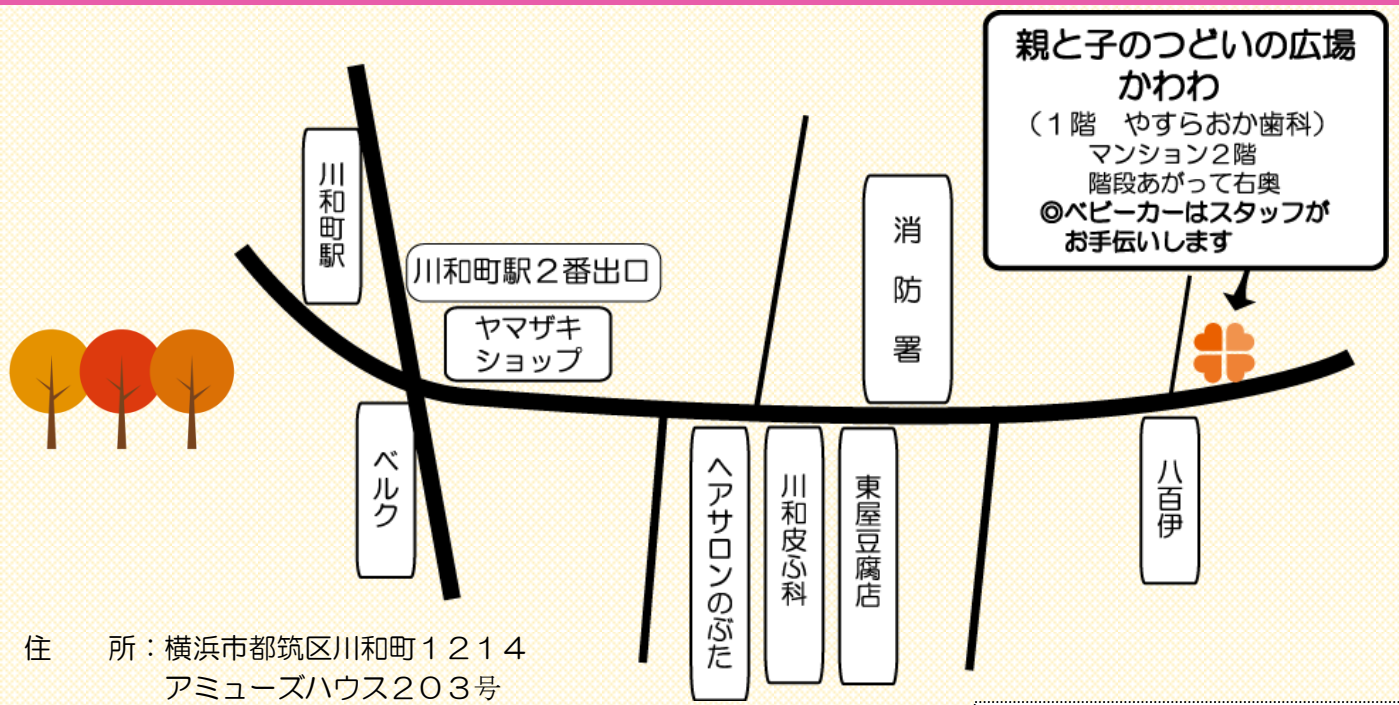 親と子のつどいの広場
かわわ
（１階　やすらおか歯科）
マンション２階
階段あがって右奥
◎ベビーカーはスタッフが
お手伝いします
川和町駅
川和町駅２番出口
ヤマザキ
ショップ
消防署
ベルク
ヘアサロンのぶた
川和皮ふ科
東屋豆腐店
八百伊
住　　所：横浜市都筑区川和町１２１４
アミューズハウス２０３号